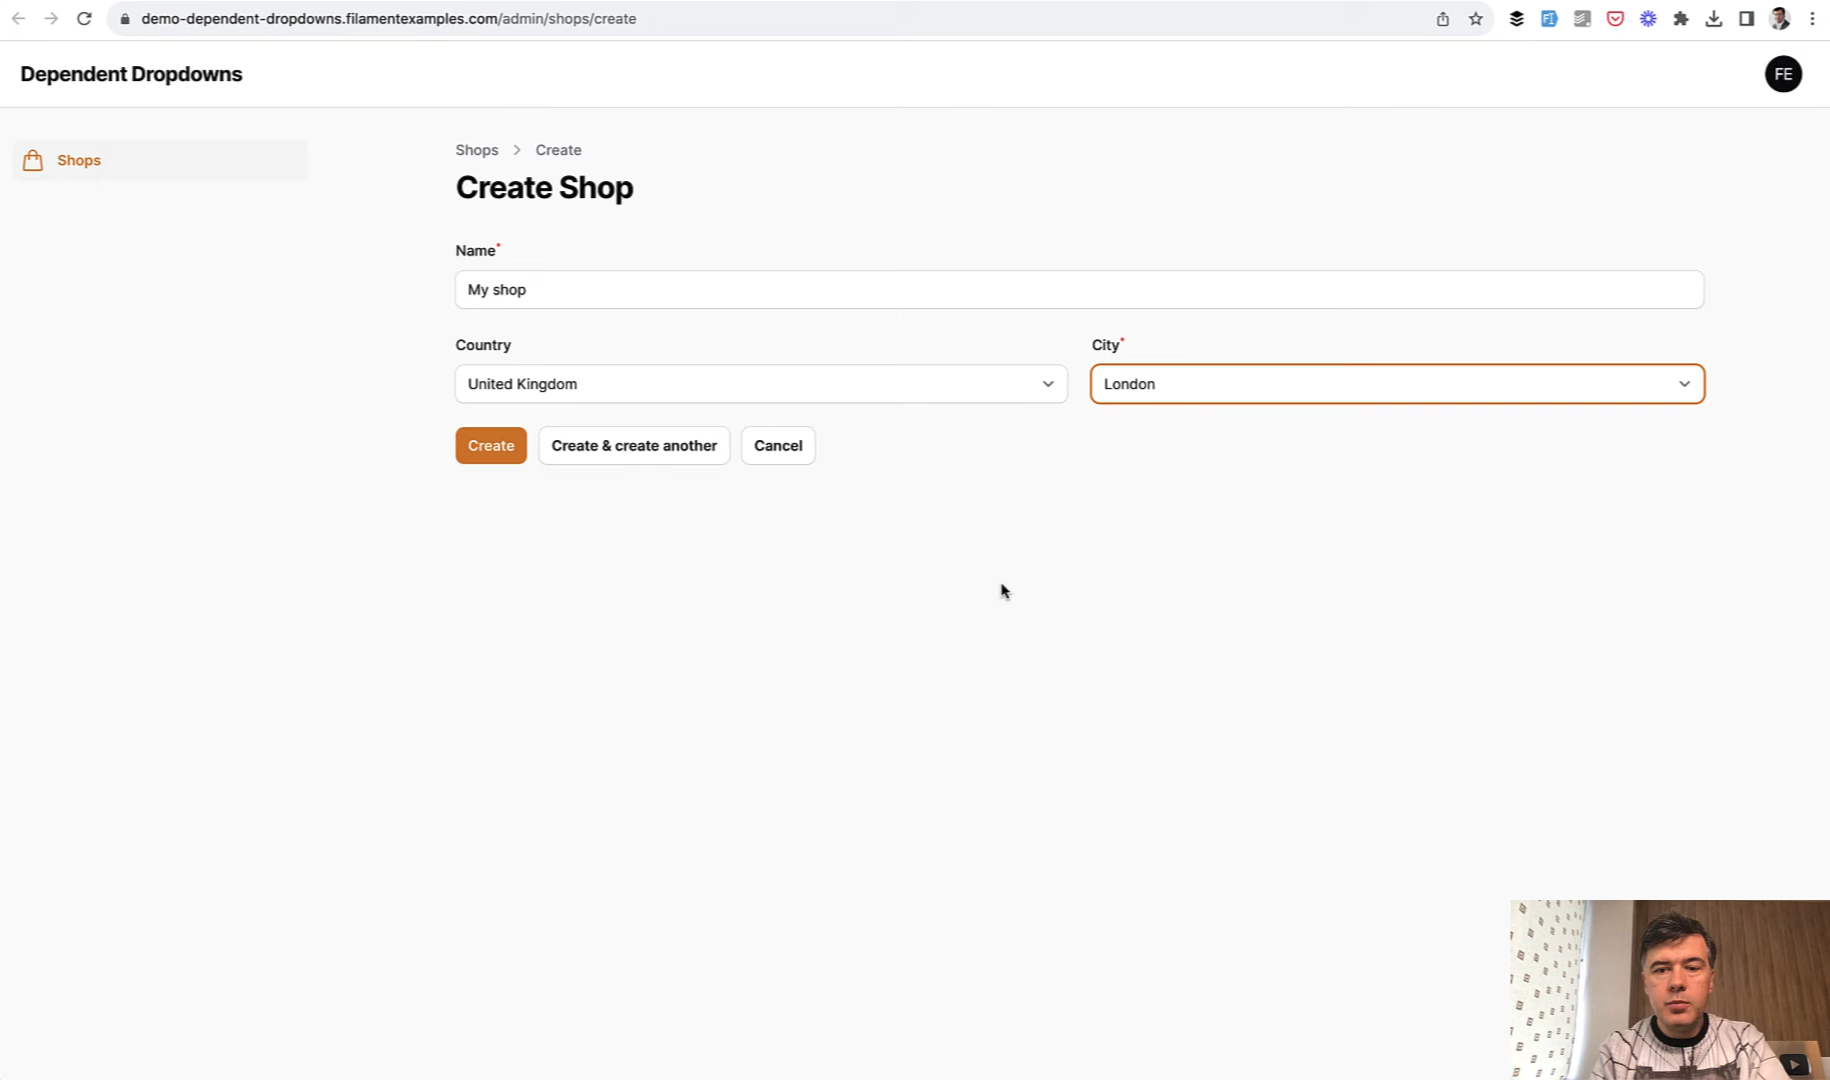 demo-dependent-dropdowns.filamentexamples.com/admin/shops/create
Dependent Dropdowns
FE
Shops
Shops > Create
Create Shop
Name*
My shop
Country
City*
United Kingdom
London
Create
Create & create another
Cancel